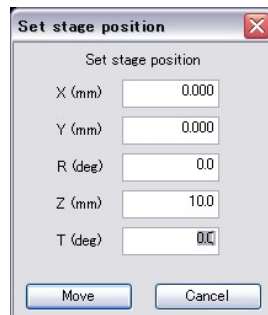 Set stage position
Set stage position
X (mm) 0.000
Y (mm) 0.000
R (deg) 0.0
Z (mm) 10.0
T (deg) 0.0
Move Cancel